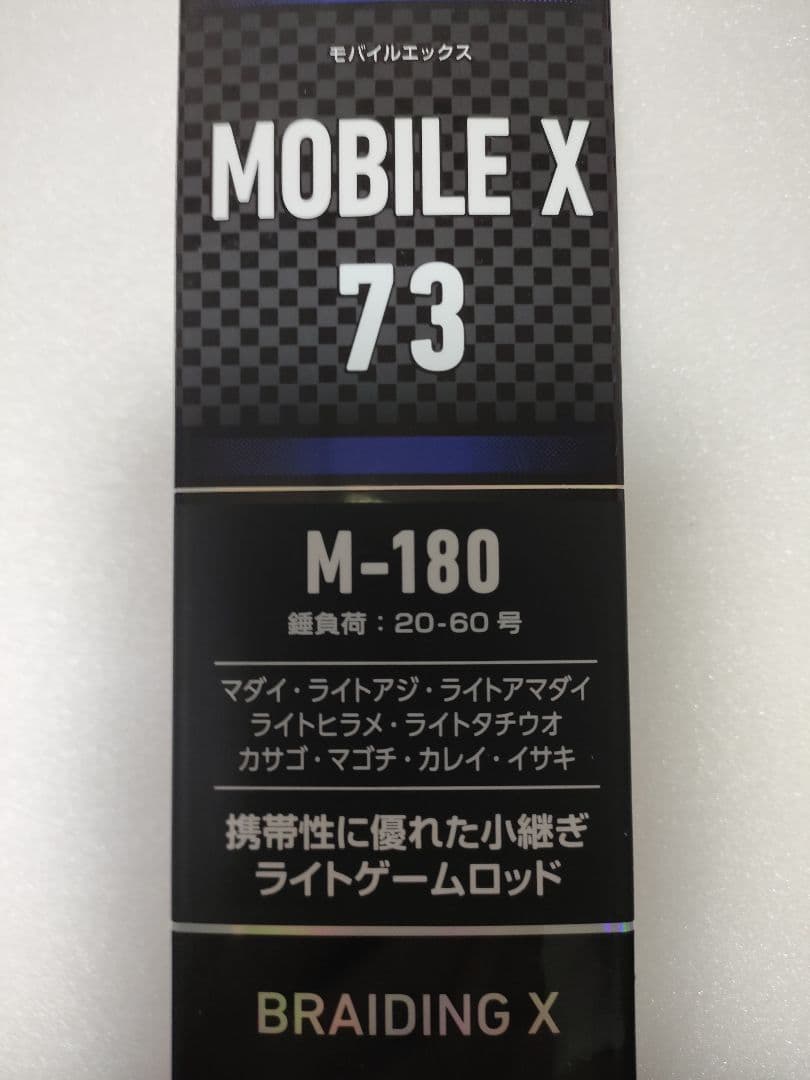 モバイルエックス
MOBILE X
73
M-180
錘負荷：20-60号
マダイ・ライトアジ・ライトアマダイ
ライトヒラメ・ライトタチウオ
カサゴ・マゴチ・カレイ・イサキ
携帯性に優れた小継ぎ
ライトゲームロッド
BRAIDING X